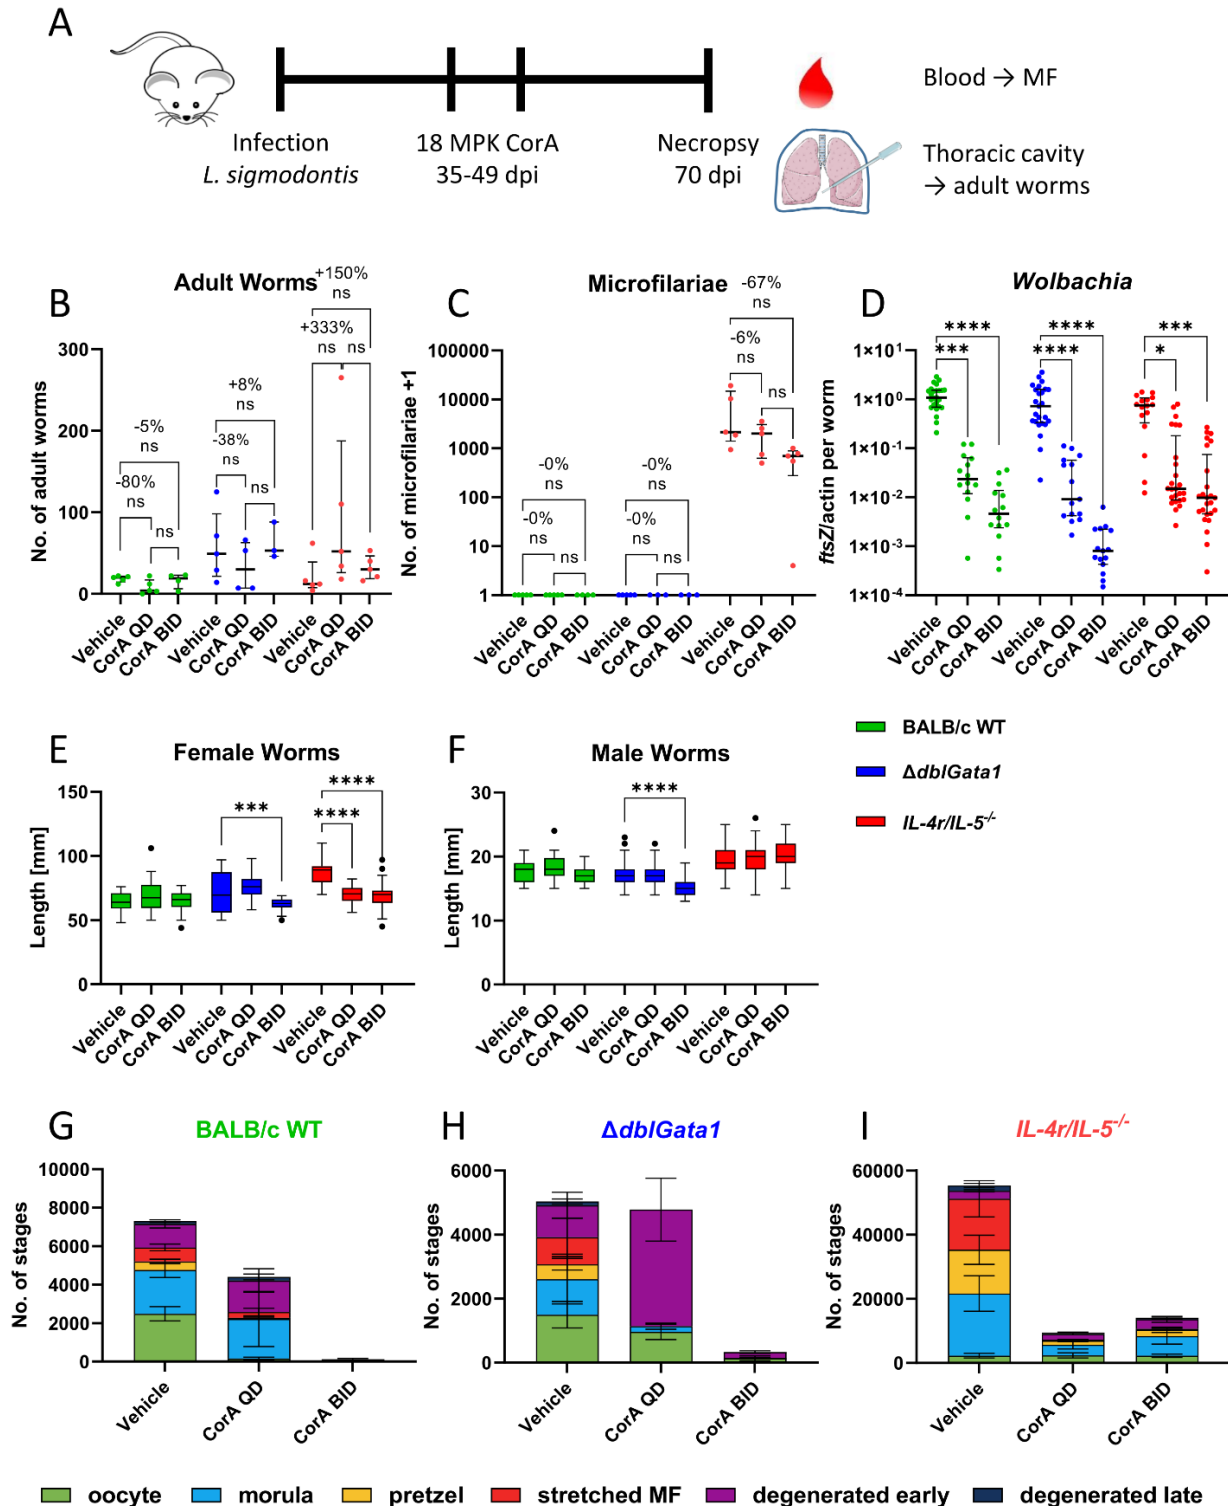 A
Infection
L. sigmodontis
18 MPK CorA
35-49 dpi
Necropsy
70 dpi
Blood → MF
Thoracic cavity
→ adult worms
B
Adult Worms
No. of adult worms
300
200
100
0
-80%
ns
-5%
ns
ns
-38%
ns
+8%
ns
ns
+333%
ns
+150%
ns
ns
Vehicle
CorA QD
CorA BID
Vehicle
CorA QD
CorA BID
Vehicle
CorA QD
CorA BID
C
Microfilariae
No. of microfilariae +1
100000
10000
1000
100
10
1
-0%
ns
-0%
ns
ns
-0%
ns
-0%
ns
ns
-67%
ns
-6%
ns
ns
Vehicle
CorA QD
CorA BID
Vehicle
CorA QD
CorA BID
Vehicle
CorA QD
CorA BID
D
Wolbachia
ftsZ/actin per worm
1×10¹
1×10⁰
1×10⁻¹
1×10⁻²
1×10⁻³
1×10⁻⁴
****
***
****
****
***
*
Vehicle
CorA QD
CorA BID
Vehicle
CorA QD
CorA BID
Vehicle
CorA QD
CorA BID
E
Female Worms
Length [mm]
150
100
50
0
***
****
****
Vehicle
CorA QD
CorA BID
Vehicle
CorA QD
CorA BID
Vehicle
CorA QD
CorA BID
F
Male Worms
Length [mm]
30
20
10
0
****
Vehicle
CorA QD
CorA BID
Vehicle
CorA QD
CorA BID
Vehicle
CorA QD
CorA BID
BALB/c WT
ΔdblGata1
IL-4r/IL-5⁻/⁻
G
BALB/c WT
No. of stages
10000
8000
6000
4000
2000
0
Vehicle
CorA QD
CorA BID
H
ΔdblGata1
No. of stages
6000
4000
2000
0
Vehicle
CorA QD
CorA BID
I
IL-4r/IL-5⁻/⁻
No. of stages
60000
40000
20000
0
Vehicle
CorA QD
CorA BID
oocyte morula pretzel stretched MF degenerated early degenerated late